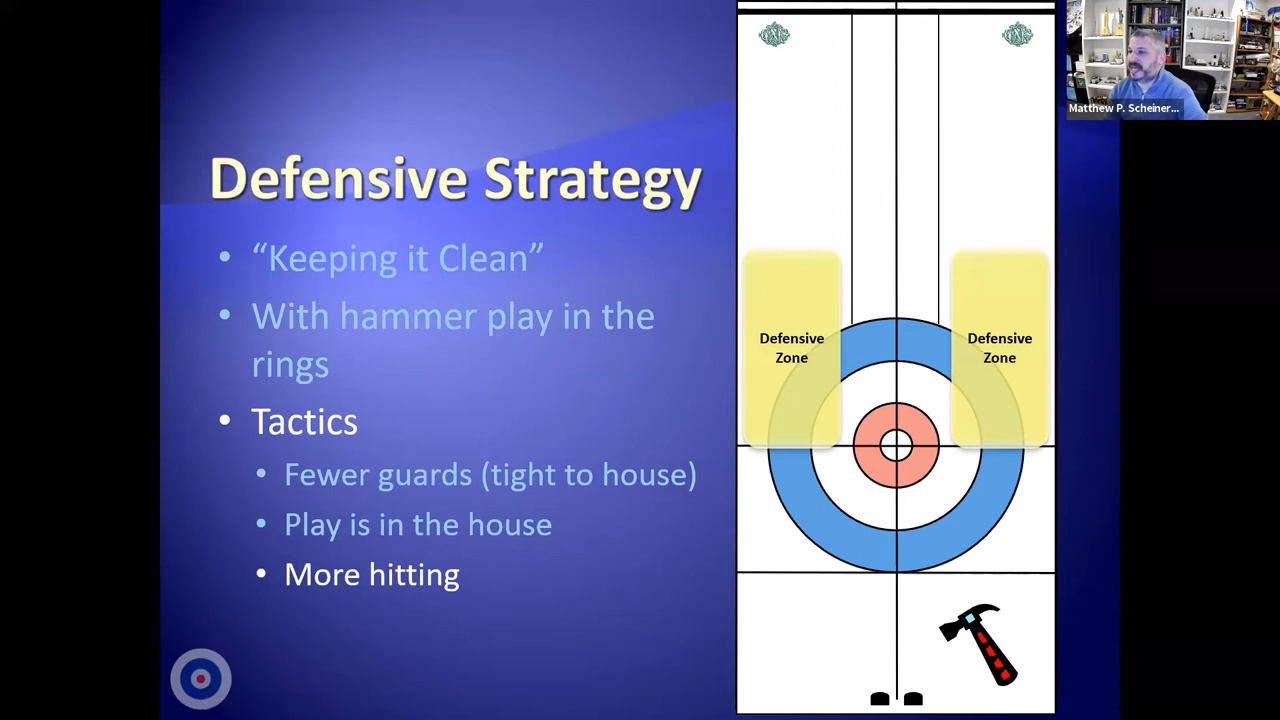 Defensive Strategy
• “Keeping it Clean”
• With hammer play in the
rings
• Tactics
• Fewer guards (tight to house)
• Play is in the house
• More hitting
Defensive
Zone
Defensive
Zone
Matthew P. Scheiner...